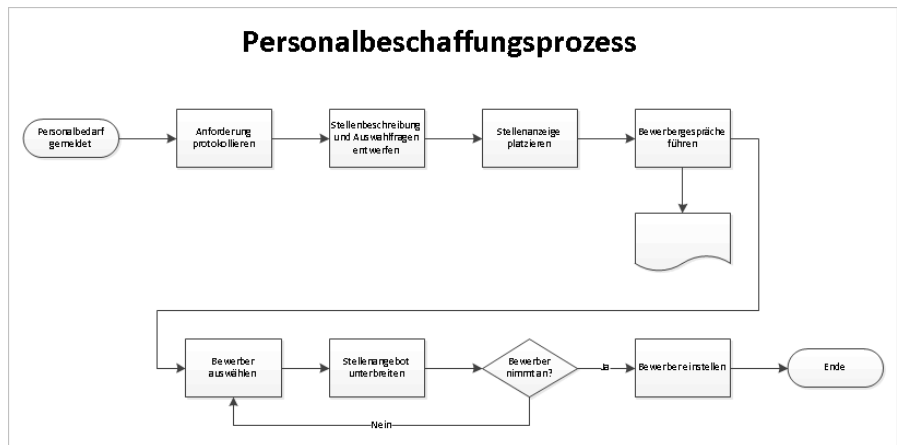 Personalbeschaffungsprozess
Personalbedarf
gemeldet
Anforderung
protokollieren
Stellenbeschreibung
und Auswahlfragen
entwerfen
Stellenanzeige
platzieren
Bewerbergespräche
führen
Bewerber
auswählen
Stellenangebot
unterbreiten
Bewerber
nimmt an?
Ja
Bewerber einstellen
Ende
Nein